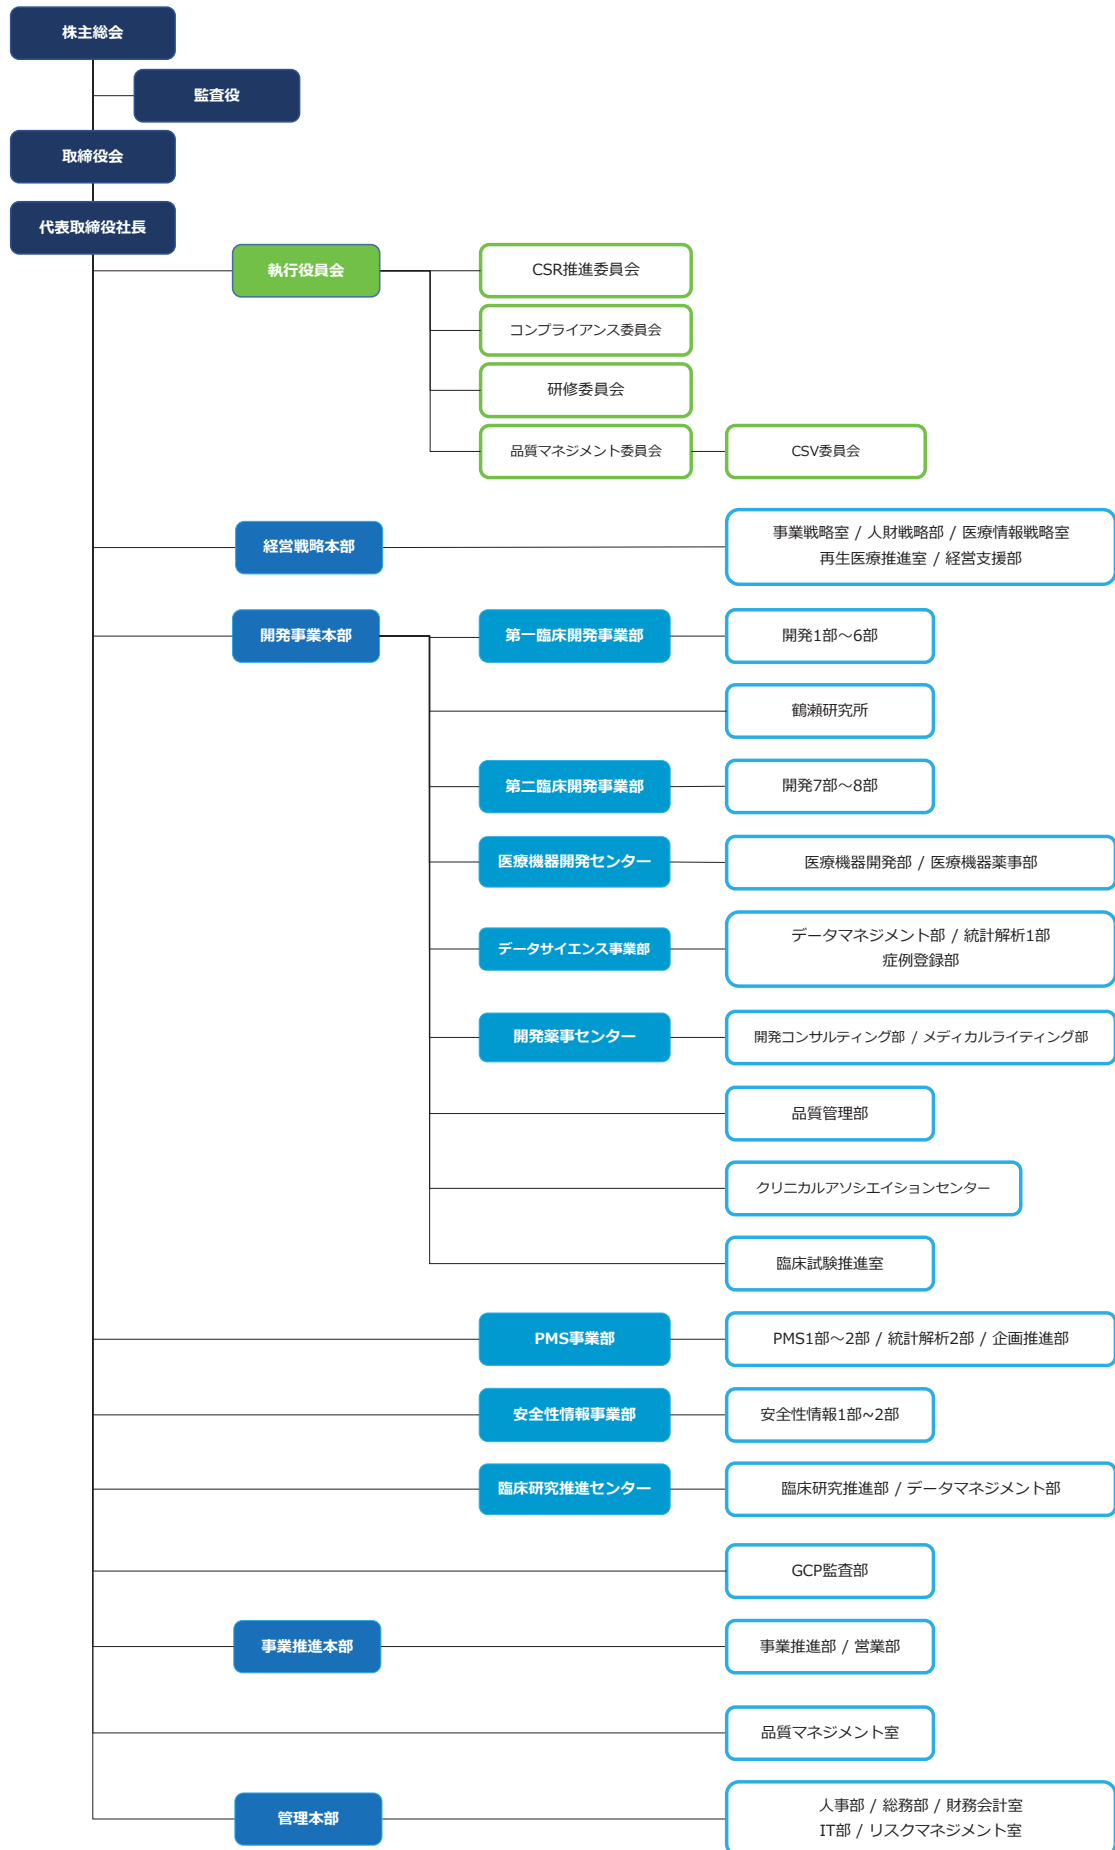 株主総会
監査役
取締役会
代表取締役社長
執行役員会
CSR推進委員会
コンプライアンス委員会
研修委員会
品質マネジメント委員会
CSV委員会
経営戦略本部
事業戦略室 / 人財戦略部 / 医療情報戦略室
再生医療推進室 / 経営支援部
開発事業本部
第一臨床開発事業部
開発1部～6部
鶴瀬研究所
第二臨床開発事業部
開発7部～8部
医療機器開発センター
医療機器開発部 / 医療機器薬事部
データサイエンス事業部
データマネジメント部 / 統計解析1部
症例登録部
開発薬事センター
開発コンサルティング部 / メディカルライティング部
品質管理部
クリニカルアソシエイションセンター
臨床試験推進室
PMS事業部
PMS1部～2部 / 統計解析2部 / 企画推進部
安全性情報事業部
安全性情報1部~2部
臨床研究推進センター
臨床研究推進部 / データマネジメント部
GCP監査部
事業推進本部
事業推進部 / 営業部
品質マネジメント室
管理本部
人事部 / 総務部 / 財務会計室
IT部 / リスクマネジメント室